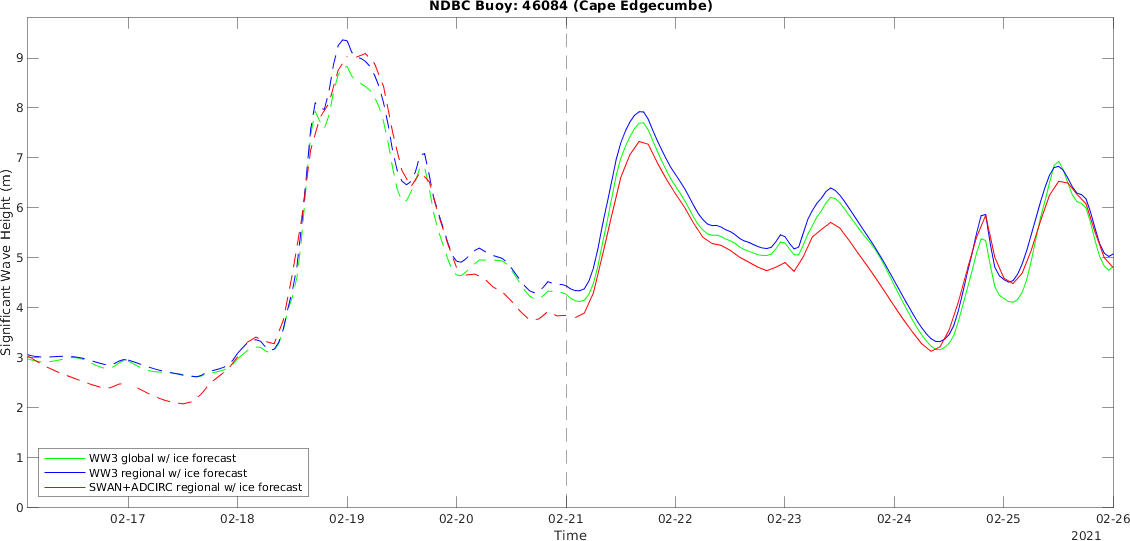 NDBC Buoy: 46084 (Cape Edgecumbe)
Significant Wave Height (m)
9
8
7
6
5
4
3
2
1
0
WW3 global w/ ice forecast
WW3 regional w/ ice forecast
SWAN+ADCIRC regional w/ ice forecast
02-17 02-18 02-19 02-20 02-21 02-22 02-23 02-24 02-25 02-26
Time
2021